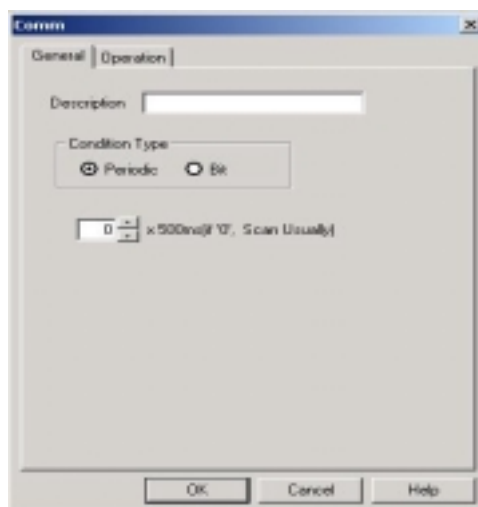 Comm
General Operation
Description
Condition Type
Periodic Bit
0 x 500ms(if '0', Scan Usually)
OK Cancel Help